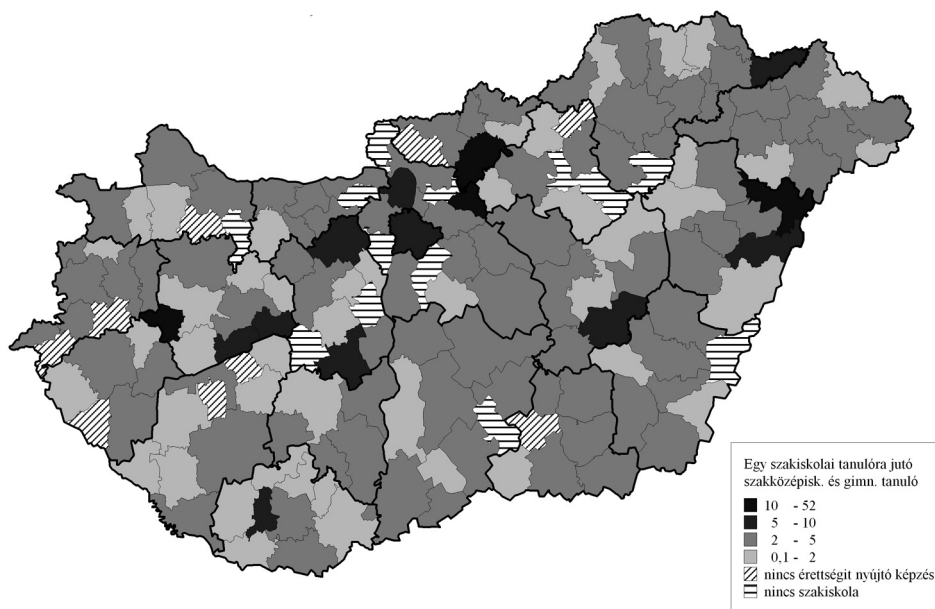 Egy szakiskolai tanulóra jutó
szakközépisk. és gimn. tanuló
10 - 52
5 - 10
2 - 5
0,1 - 2
nincs érettségit nyújtó képzés
nincs szakiskola